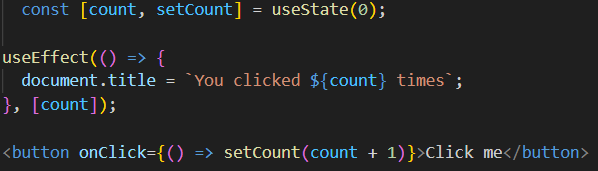 const [count, setCount] = useState(0);
useEffect(() => {
document.title = `You clicked ${count} times`;
}, [count]);
<button onClick={() => setCount(count + 1)}>Click me</button>